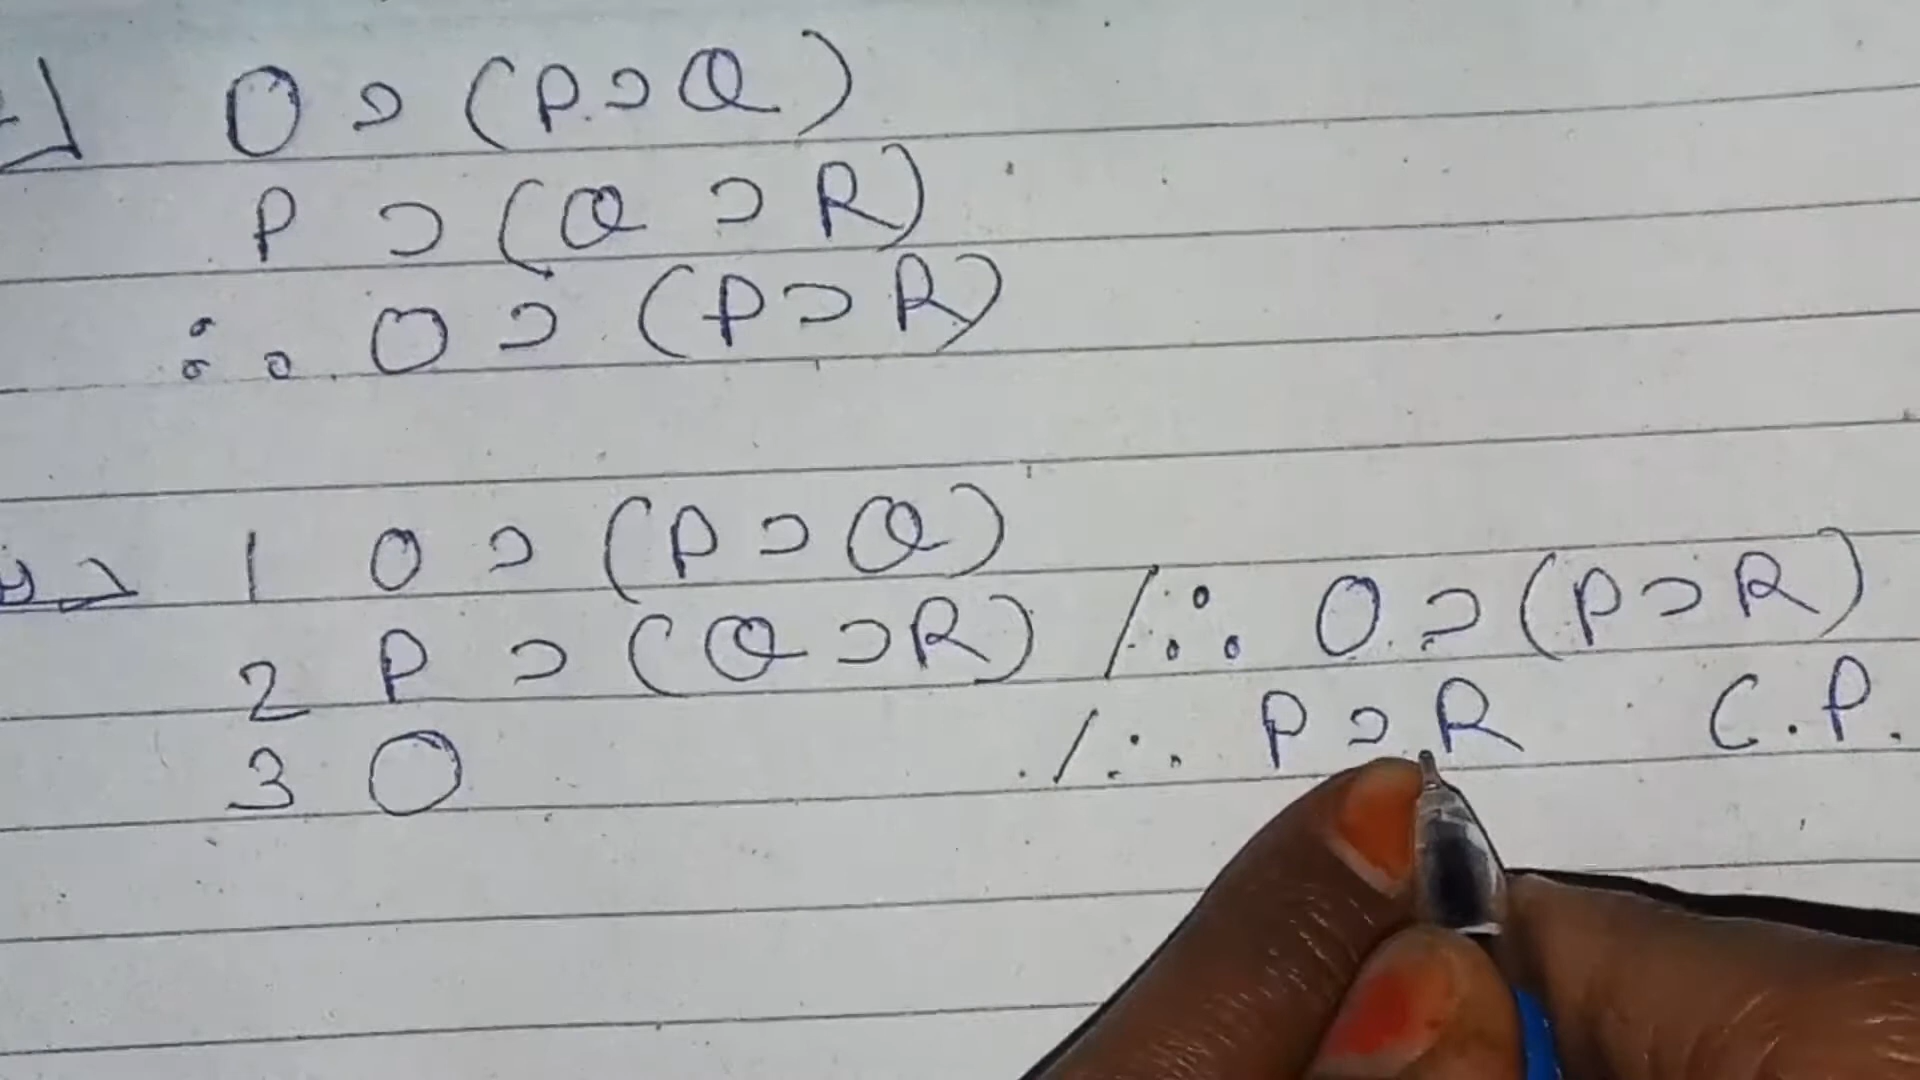 O ⊃ (P ⊃ Q)
P ⊃ (Q ⊃ R)
∴ O ⊃ (P ⊃ R)
1 O ⊃ (P ⊃ Q)
2 P ⊃ (Q ⊃ R) /∴ O ⊃ (P ⊃ R)
3 O /∴ P ⊃ R C.P.